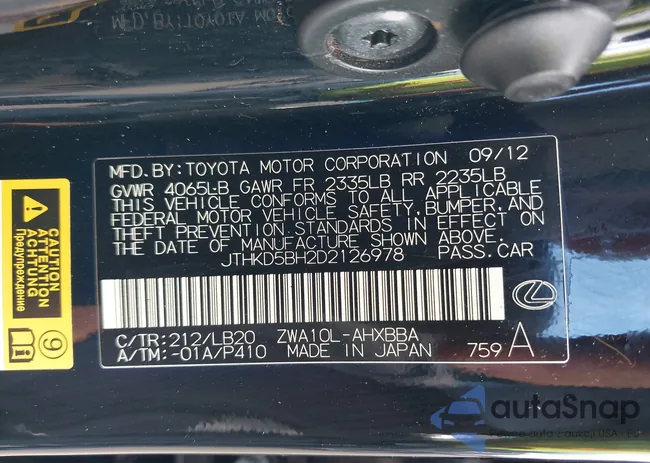 MFD. BY: TOYOTA MOTOR CORPORATION 09/12
GVWR 4065LB GAWR FR 2335LB RR 2235LB
THIS VEHICLE CONFORMS TO ALL APPLICABLE
FEDERAL MOTOR VEHICLE SAFETY, BUMPER, AND
THEFT PREVENTION STANDARDS IN EFFECT ON
THE DATE OF MANUFACTURE SHOWN ABOVE.
JTHKD5BH2D2126978 PASS. CAR
C/TR: 212/LB20 ZWA10L-AHXBBA
A/TM: -01A/P410 MADE IN JAPAN 759 A
CAUTION
ATTENTION
ACHTUNG
Предупреждение
9
autaSnap